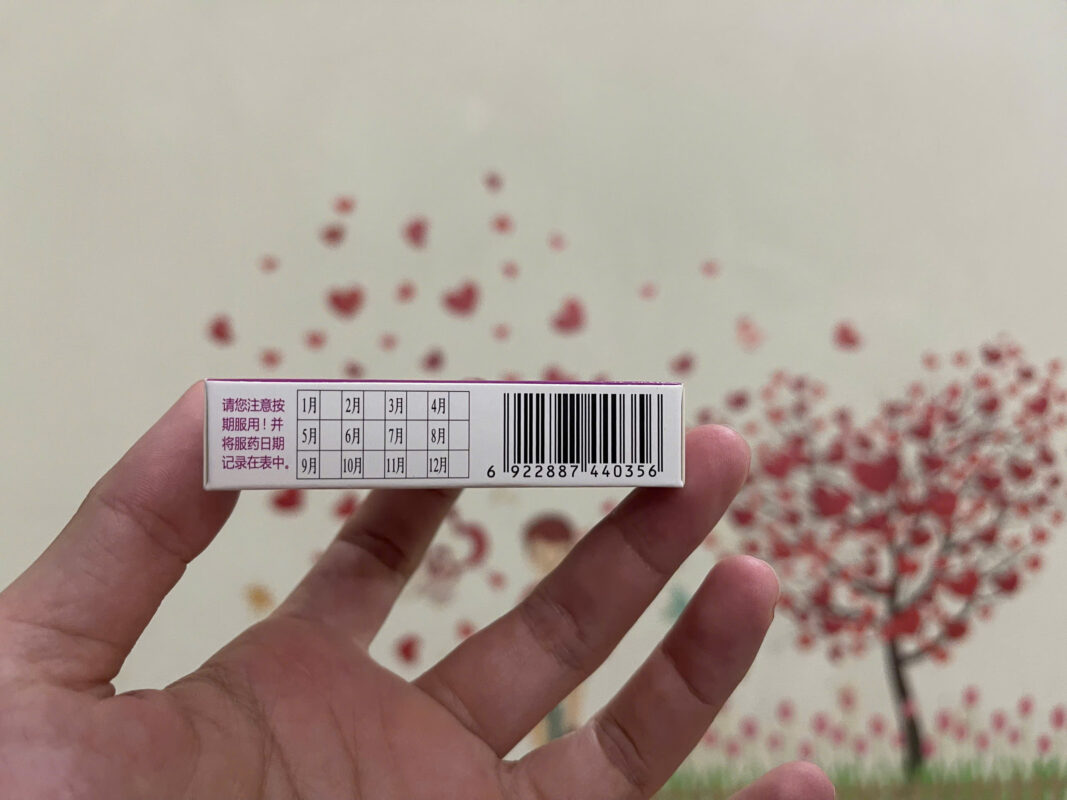 请您注意按
期服用！并
将服药日期
记录在表中。
1月 2月 3月 4月
5月 6月 7月 8月
9月 10月 11月 12月
6 922887 440356